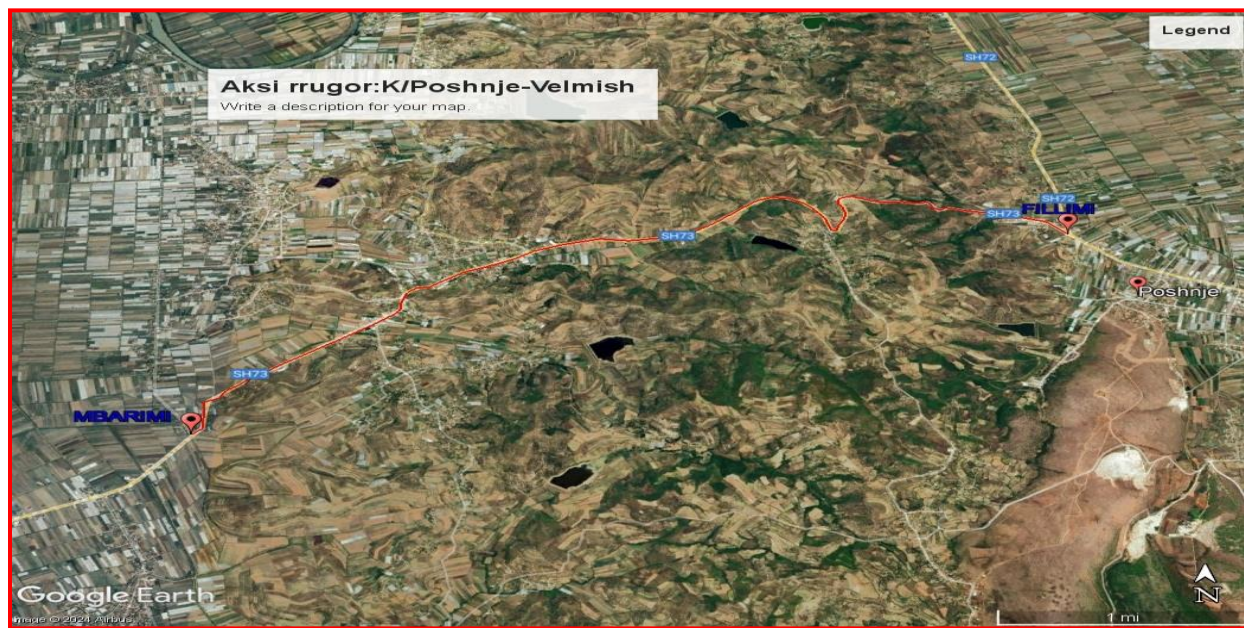 Legend
SH72
Aksi rrugor:K/Poshnje-Velmish
Write a description for your map.
SH72
FILLIMI
SH73
SH73
Poshnje
SH73
MBARIMI
Google Earth
Image © 2024 Airbus
N
1 mi